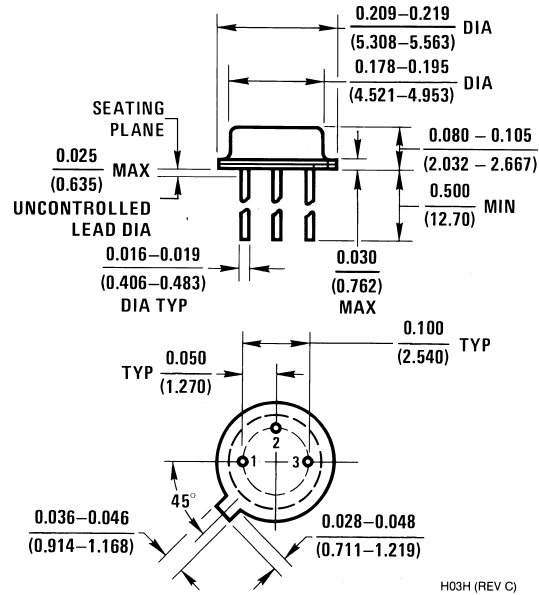 0.209–0.219
(5.308–5.563)
DIA
0.178–0.195
(4.521–4.953)
DIA
SEATING
PLANE
0.025
(0.635)
MAX
UNCONTROLLED
LEAD DIA
0.080 – 0.105
(2.032 – 2.667)
0.500
(12.70)
MIN
0.016–0.019
(0.406–0.483)
DIA TYP
0.030
(0.762)
MAX
0.100
(2.540)
TYP
TYP
0.050
(1.270)
2
1
3
45°
0.036–0.046
(0.914–1.168)
0.028–0.048
(0.711–1.219)
H03H (REV C)